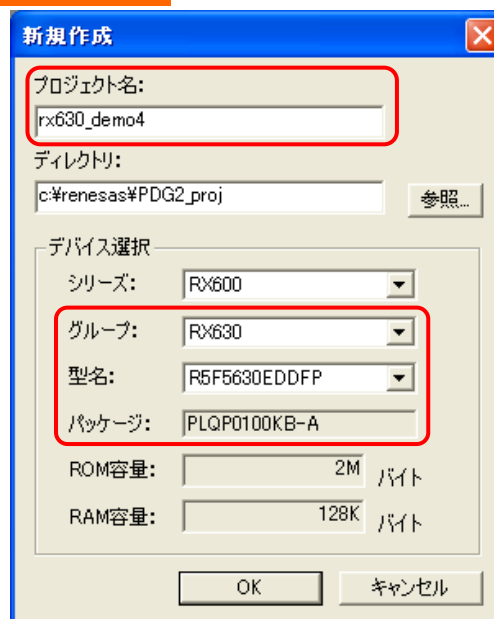 新規作成
プロジェクト名:
rx630_demo4
ディレクトリ:
c:¥renesas¥PDG2_proj
参照...
デバイス選択
シリーズ: RX600
グループ: RX630
型名: R5F5630EDDFP
パッケージ: PLQP0100KB-A
ROM容量: 2M バイト
RAM容量: 128K バイト
OK キャンセル